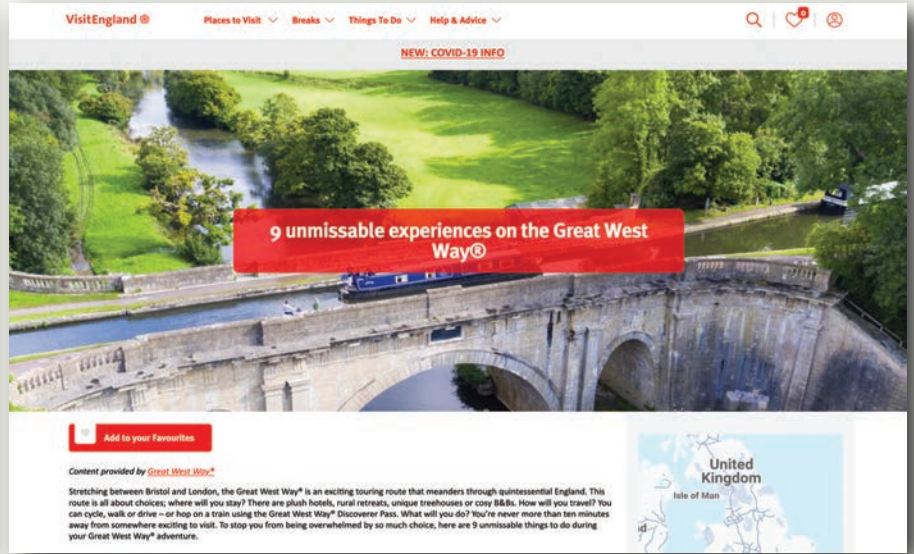 VisitEngland ®
Places to Visit Breaks Things To Do Help & Advice
0
NEW: COVID-19 INFO
9 unmissable experiences on the Great West
Way®
Add to your Favourites
Content provided by Great West Way®
Stretching between Bristol and London, the Great West Way® is an exciting touring route that meanders through quintessential England. This
route is all about choices; where will you stay? There are plush hotels, rural retreats, unique treehouses or cosy B&Bs. How will you travel? You
can cycle, walk or drive – or hop on a train using the Great West Way® Discoverer Pass. What will you do? You're never more than ten minutes
away from somewhere exciting to visit. To stop you from being overwhelmed by so much choice, here are 9 unmissable things to do during
your Great West Way® adventure.
United
Kingdom
Isle of Man